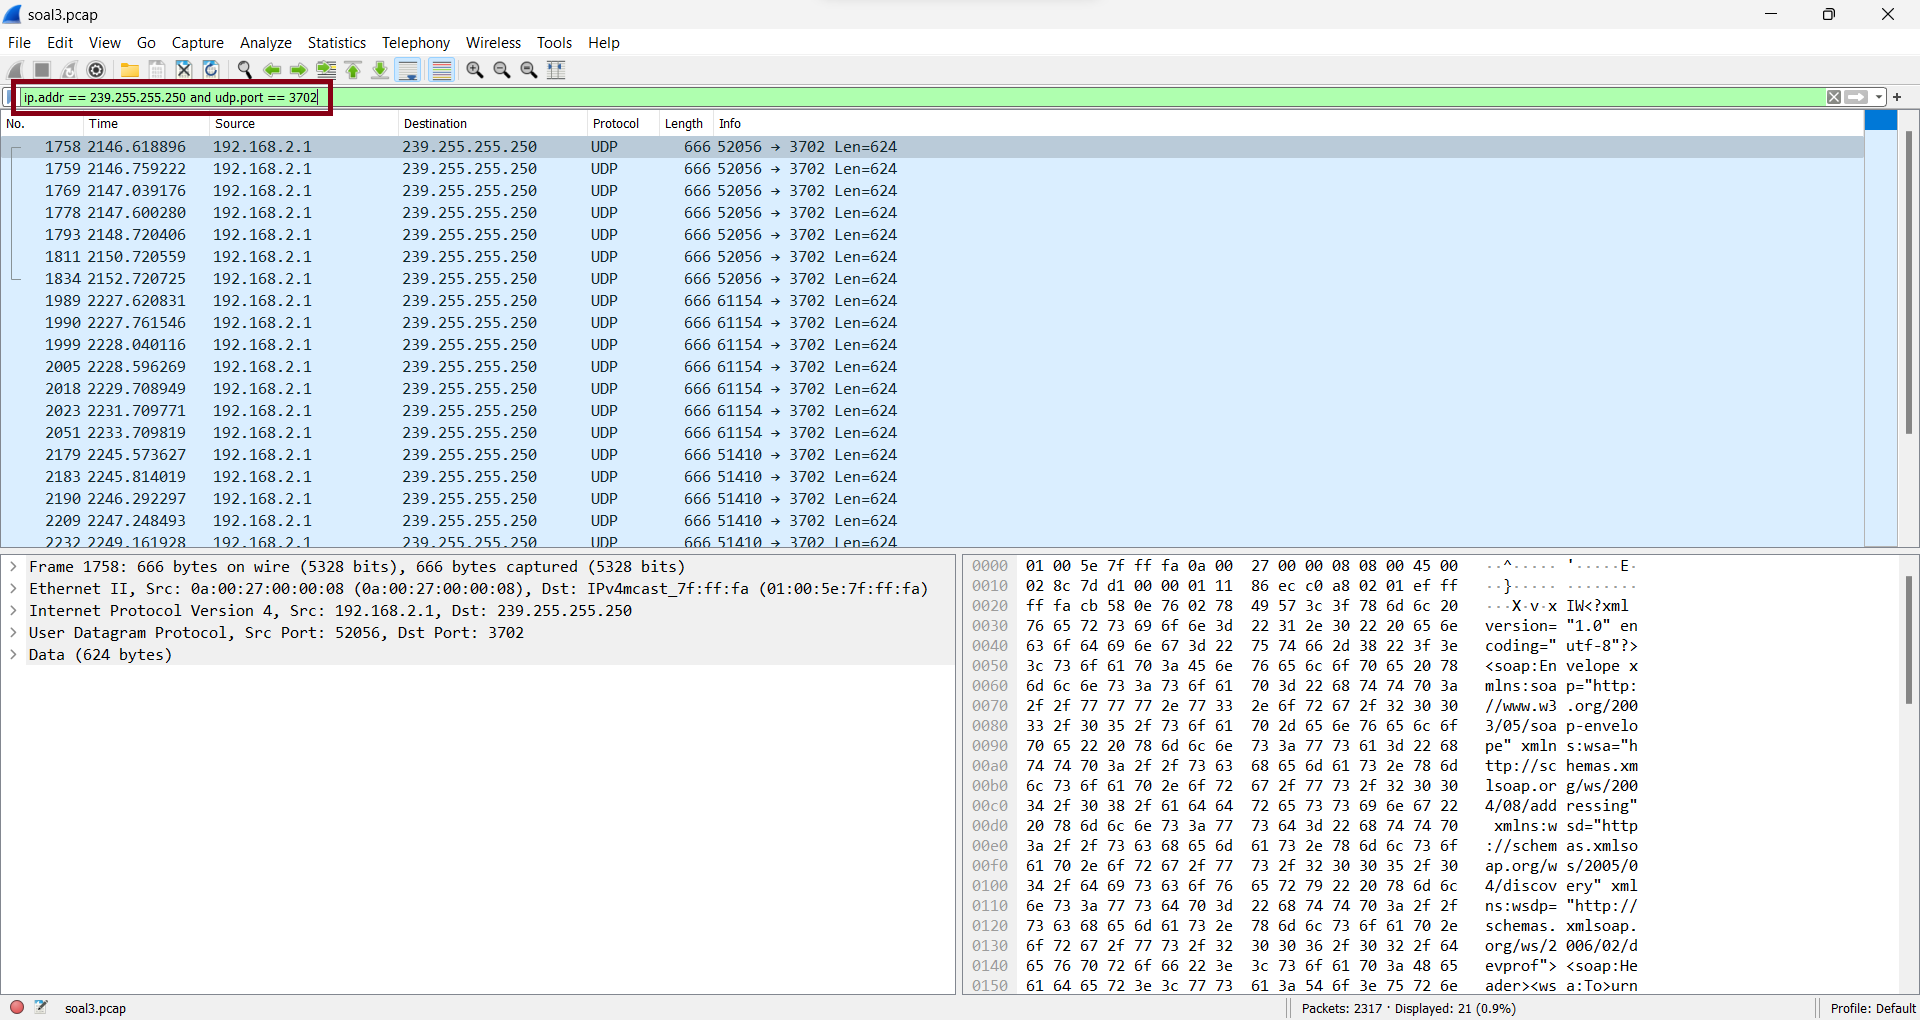 soal3.pcap
File Edit View Go Capture Analyze Statistics Telephony Wireless Tools Help
ip.addr == 239.255.255.250 and udp.port == 3702
No. Time Source Destination Protocol Length Info
1758 2146.618896 192.168.2.1 239.255.255.250 UDP 666 52056 → 3702 Len=624
1759 2146.759222 192.168.2.1 239.255.255.250 UDP 666 52056 → 3702 Len=624
1769 2147.039176 192.168.2.1 239.255.255.250 UDP 666 52056 → 3702 Len=624
1778 2147.600280 192.168.2.1 239.255.255.250 UDP 666 52056 → 3702 Len=624
1793 2148.720406 192.168.2.1 239.255.255.250 UDP 666 52056 → 3702 Len=624
1811 2150.720559 192.168.2.1 239.255.255.250 UDP 666 52056 → 3702 Len=624
1834 2152.720725 192.168.2.1 239.255.255.250 UDP 666 52056 → 3702 Len=624
1989 2227.620831 192.168.2.1 239.255.255.250 UDP 666 61154 → 3702 Len=624
1990 2227.761546 192.168.2.1 239.255.255.250 UDP 666 61154 → 3702 Len=624
1999 2228.040116 192.168.2.1 239.255.255.250 UDP 666 61154 → 3702 Len=624
2005 2228.596269 192.168.2.1 239.255.255.250 UDP 666 61154 → 3702 Len=624
2018 2229.708949 192.168.2.1 239.255.255.250 UDP 666 61154 → 3702 Len=624
2023 2231.709771 192.168.2.1 239.255.255.250 UDP 666 61154 → 3702 Len=624
2051 2233.709819 192.168.2.1 239.255.255.250 UDP 666 61154 → 3702 Len=624
2179 2245.573627 192.168.2.1 239.255.255.250 UDP 666 51410 → 3702 Len=624
2183 2245.814019 192.168.2.1 239.255.255.250 UDP 666 51410 → 3702 Len=624
2190 2246.292297 192.168.2.1 239.255.255.250 UDP 666 51410 → 3702 Len=624
2209 2247.248493 192.168.2.1 239.255.255.250 UDP 666 51410 → 3702 Len=624
2232 2249.161928 192.168.2.1 239.255.255.250 UDP 666 51410 → 3702 Len=624
Frame 1758: 666 bytes on wire (5328 bits), 666 bytes captured (5328 bits)
Ethernet II, Src: 0a:00:27:00:00:08 (0a:00:27:00:00:08), Dst: IPv4mcast_7f:ff:fa (01:00:5e:7f:ff:fa)
Internet Protocol Version 4, Src: 192.168.2.1, Dst: 239.255.255.250
User Datagram Protocol, Src Port: 52056, Dst Port: 3702
Data (624 bytes)
0000 01 00 5e 7f ff fa 0a 00 27 00 00 08 08 00 45 00 ··^····· '·····E·
0010 02 8c 7d d1 00 00 01 11 86 ec c0 a8 02 01 ef ff ··}····· ········
0020 ff fa cb 58 0e 76 02 78 49 57 3c 3f 78 6d 6c 20 ···X·v·x IW<?xml
0030 76 65 72 73 69 6f 6e 3d 22 31 2e 30 22 20 65 6e version= "1.0" en
0040 63 6f 64 69 6e 67 3d 22 75 74 66 2d 38 22 3f 3e coding=" utf-8"?>
0050 3c 73 6f 61 70 3a 45 6e 76 65 6c 6f 70 65 20 78 <soap:En velope x
0060 6d 6c 6e 73 3a 73 6f 61 70 3d 22 68 74 74 70 3a mlns:soa p="http:
0070 2f 2f 77 77 77 2e 77 33 2e 6f 72 67 2f 32 30 30 //www.w3 .org/200
0080 33 2f 30 35 2f 73 6f 61 70 2d 65 6e 76 65 6c 6f 3/05/soa p-envelo
0090 70 65 22 20 78 6d 6c 6e 73 3a 77 73 61 3d 22 68 pe" xmln s:wsa="h
00a0 74 74 70 3a 2f 2f 73 63 68 65 6d 61 73 2e 78 6d ttp://sc hemas.xm
00b0 6c 73 6f 61 70 2e 6f 72 67 2f 77 73 2f 32 30 30 lsoap.or g/ws/200
00c0 34 2f 30 38 2f 61 64 64 72 65 73 73 69 6e 67 22 4/08/add ressing"
00d0 20 78 6d 6c 6e 73 3a 77 73 64 3d 22 68 74 74 70 xmlns:w sd="http
00e0 3a 2f 2f 73 63 68 65 6d 61 73 2e 78 6d 6c 73 6f ://schem as.xmlso
00f0 61 70 2e 6f 72 67 2f 77 73 2f 32 30 30 35 2f 30 ap.org/w s/2005/0
0100 34 2f 64 69 73 63 6f 76 65 72 79 22 20 78 6d 6c 4/discov ery" xml
0110 6e 73 3a 77 73 64 70 3d 22 68 74 74 70 3a 2f 2f ns:wsdp= "http://
0120 73 63 68 65 6d 61 73 2e 78 6d 6c 73 6f 61 70 2e schemas. xmlsoap.
0130 6f 72 67 2f 77 73 2f 32 30 30 36 2f 30 32 2f 64 org/ws/2 006/02/d
0140 65 76 70 72 6f 66 22 3e 3c 73 6f 61 70 3a 48 65 evprof"> <soap:He
0150 61 64 65 72 3e 3c 77 73 61 3a 54 6f 3e 75 72 6e ader><ws a:To>urn
soal3.pcap
Packets: 2317 · Displayed: 21 (0.9%)
Profile: Default